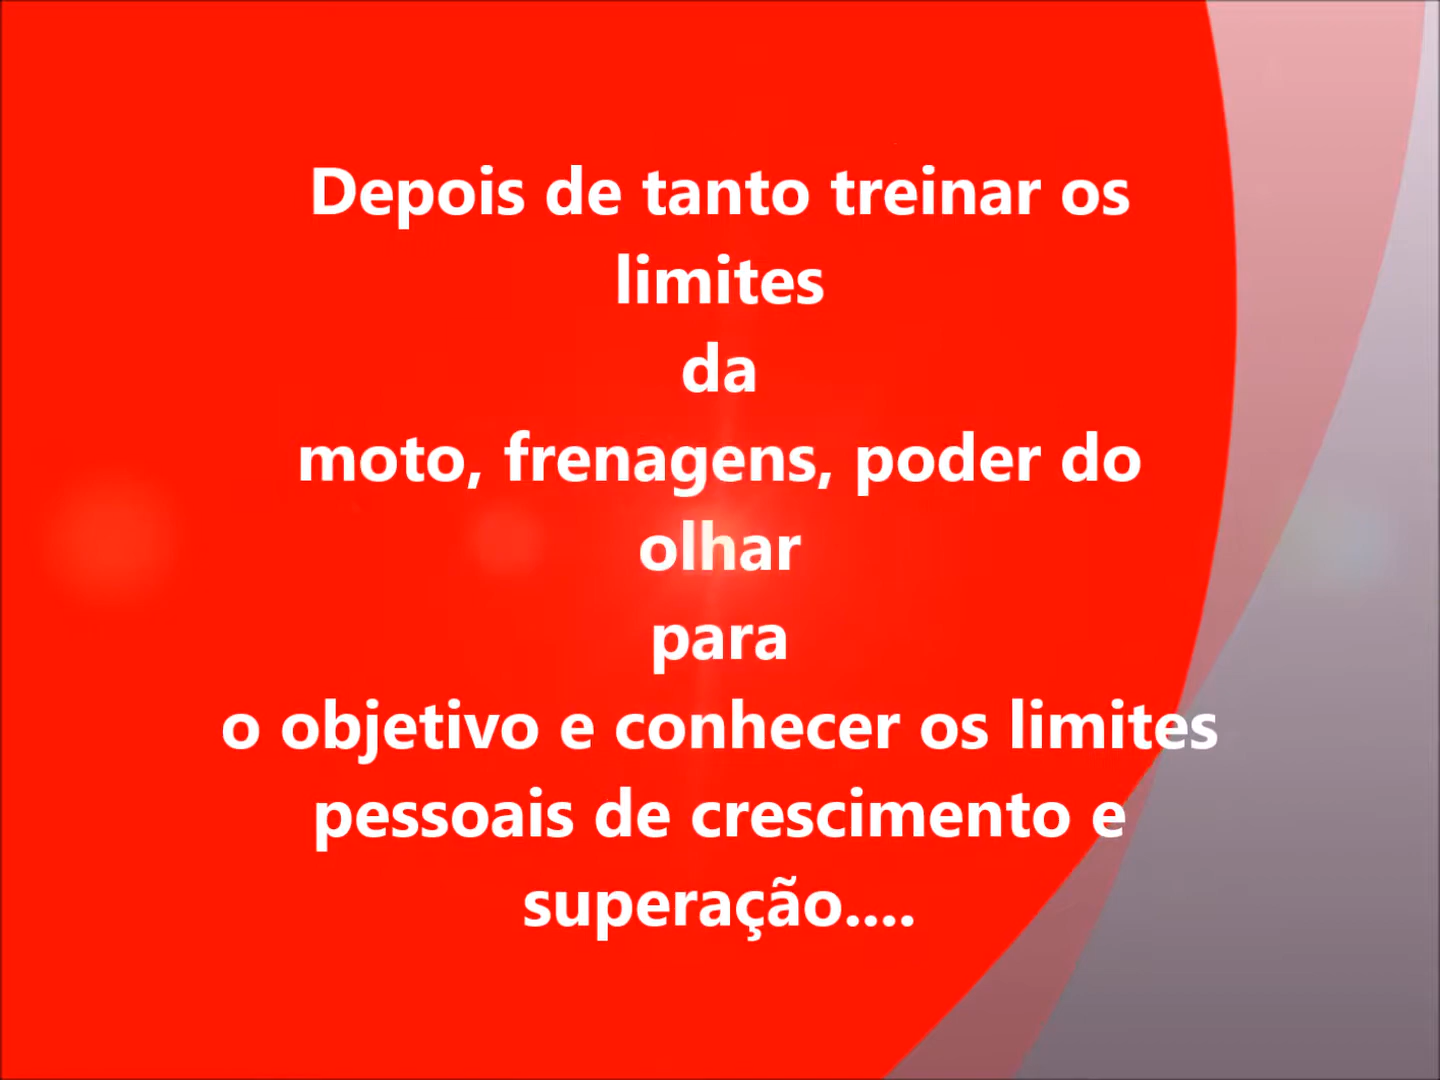 Depois de tanto treinar os
limites
da
moto, frenagens, poder do
olhar
para
o objetivo e conhecer os limites
pessoais de crescimento e
superação....